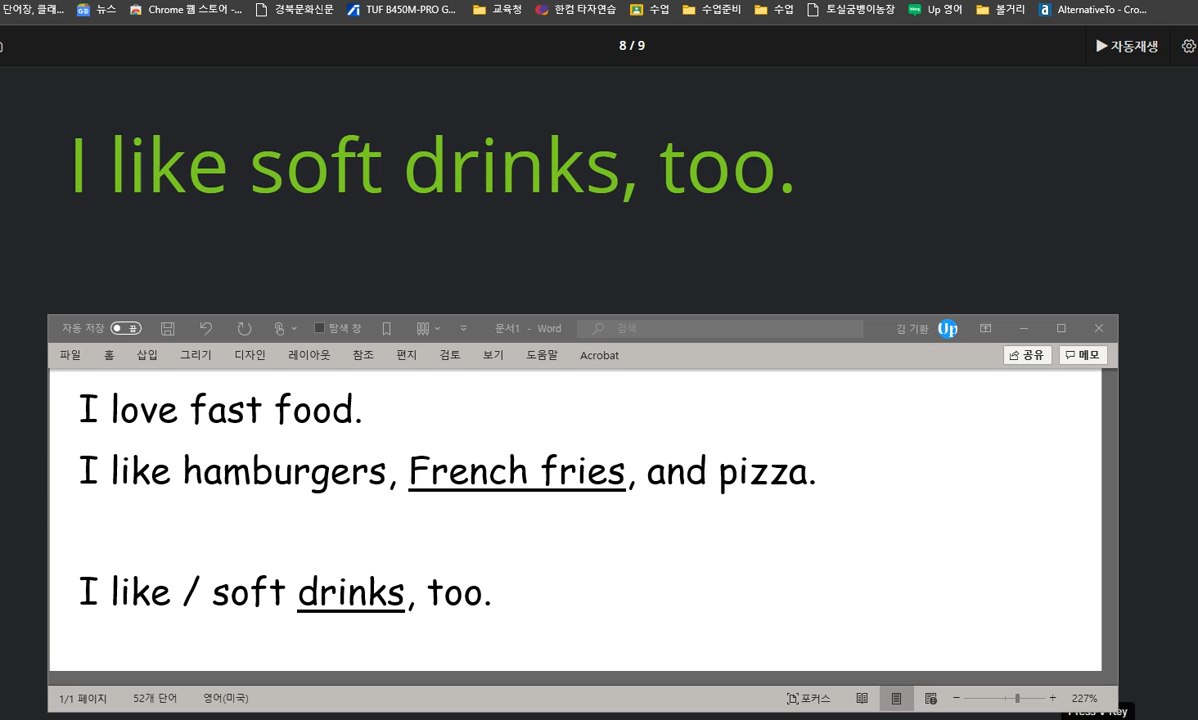 단어장, 클래... 뉴스 Chrome 웹 스토어 -... 경북문화신문 TUF B450M-PRO G... 교육청 한컴 타자연습 수업 수업준비 수업 토실굼벵이농장 Up 영어 볼거리 AlternativeTo - Cro...
8 / 9 자동재생
I like soft drinks, too.
자동 저장 끔 탐색 창 문서1 - Word 검색 김 기환 Up
파일 홈 삽입 그리기 디자인 레이아웃 참조 편지 검토 보기 도움말 Acrobat 공유 메모
I love fast food.
I like hamburgers, French fries, and pizza.
I like / soft drinks, too.
1/1 페이지 52개 단어 영어(미국) 포커스 227%